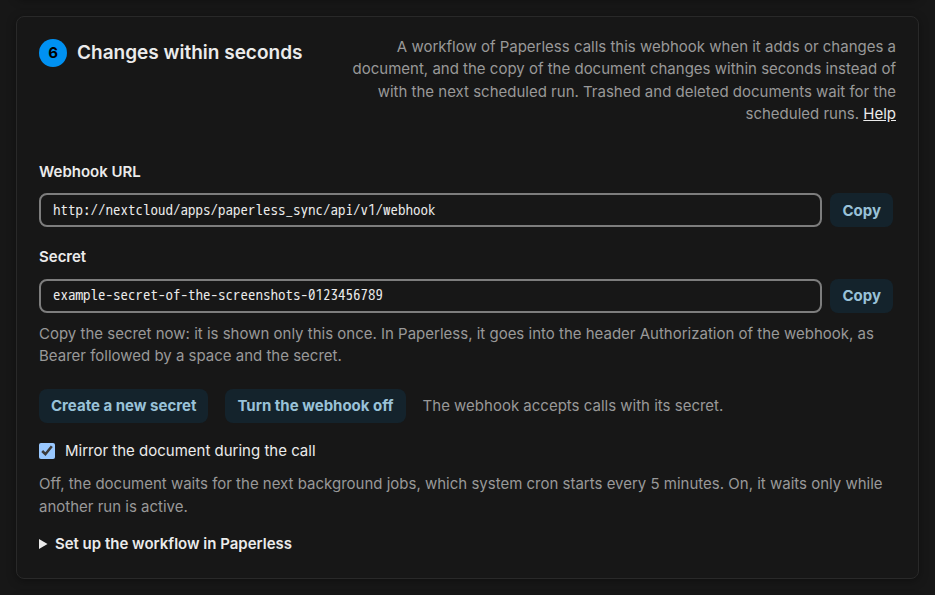 6 Changes within seconds
A workflow of Paperless calls this webhook when it adds or changes a
document, and the copy of the document changes within seconds instead of
with the next scheduled run. Trashed and deleted documents wait for the
scheduled runs. Help
Webhook URL
http://nextcloud/apps/paperless_sync/api/v1/webhook Copy
Secret
example-secret-of-the-screenshots-0123456789 Copy
Copy the secret now: it is shown only this once. In Paperless, it goes into the header Authorization of the webhook, as
Bearer followed by a space and the secret.
Create a new secret Turn the webhook off The webhook accepts calls with its secret.
Mirror the document during the call
Off, the document waits for the next background jobs, which system cron starts every 5 minutes. On, it waits only while
another run is active.
Set up the workflow in Paperless